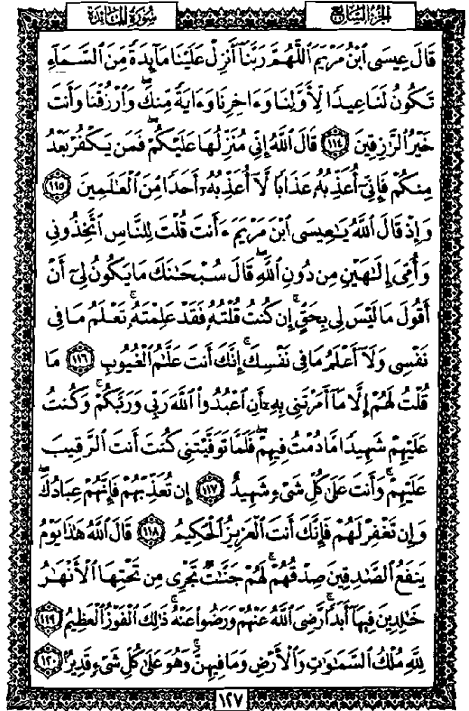 الجزء السابع
سورة المائدة
قَالَ عِيسَى ٱبْنُ مَرْيَمَ ٱللَّهُمَّ رَبَّنَآ أَنزِلْ عَلَيْنَا مَآئِدَةً مِّنَ ٱلسَّمَآءِ
تَكُونُ لَنَا عِيدًا لِّأَوَّلِنَا وَءَاخِرِنَا وَءَايَةً مِّنكَ ۖ وَٱرْزُقْنَا وَأَنتَ
خَيْرُ ٱلرَّٰزِقِينَ ١١٤ قَالَ ٱللَّهُ إِنِّى مُنَزِّلُهَا عَلَيْكُمْ ۖ فَمَن يَكْفُرْ بَعْدُ
مِنكُمْ فَإِنِّىٓ أُعَذِّبُهُۥ عَذَابًا لَّآ أُعَذِّبُهُۥٓ أَحَدًا مِّنَ ٱلْعَٰلَمِينَ ١١٥
وَإِذْ قَالَ ٱللَّهُ يَٰعِيسَى ٱبْنَ مَرْيَمَ ءَأَنتَ قُلْتَ لِلنَّاسِ ٱتَّخِذُونِى
وَأُمِّىَ إِلَٰهَيْنِ مِن دُونِ ٱللَّهِ ۖ قَالَ سُبْحَٰنَكَ مَا يَكُونُ لِىٓ أَنْ
أَقُولَ مَا لَيْسَ لِى بِحَقٍّ ۚ إِن كُنتُ قُلْتُهُۥ فَقَدْ عَلِمْتَهُۥ ۚ تَعْلَمُ مَا فِى
نَفْسِى وَلَآ أَعْلَمُ مَا فِى نَفْسِكَ ۚ إِنَّكَ أَنتَ عَلَّٰمُ ٱلْغُيُوبِ ١١٦ مَا
قُلْتُ لَهُمْ إِلَّا مَآ أَمَرْتَنِى بِهِۦٓ أَنِ ٱعْبُدُوا۟ ٱللَّهَ رَبِّى وَرَبَّكُمْ ۚ وَكُنتُ
عَلَيْهِمْ شَهِيدًا مَّا دُمْتُ فِيهِمْ ۖ فَلَمَّا تَوَفَّيْتَنِى كُنتَ أَنتَ ٱلرَّقِيبَ
عَلَيْهِمْ ۚ وَأَنتَ عَلَىٰ كُلِّ شَىْءٍ شَهِيدٌ ١١٧ إِن تُعَذِّبْهُمْ فَإِنَّهُمْ عِبَادُكَ ۖ
وَإِن تَغْفِرْ لَهُمْ فَإِنَّكَ أَنتَ ٱلْعَزِيزُ ٱلْحَكِيمُ ١١٨ قَالَ ٱللَّهُ هَٰذَا يَوْمُ
يَنفَعُ ٱلصَّٰدِقِينَ صِدْقُهُمْ ۚ لَهُمْ جَنَّٰتٌ تَجْرِى مِن تَحْتِهَا ٱلْأَنْهَٰرُ
خَٰلِدِينَ فِيهَآ أَبَدًا ۚ رَّضِىَ ٱللَّهُ عَنْهُمْ وَرَضُوا۟ عَنْهُ ۚ ذَٰلِكَ ٱلْفَوْزُ ٱلْعَظِيمُ ١١٩
لِلَّهِ مُلْكُ ٱلسَّمَٰوَٰتِ وَٱلْأَرْضِ وَمَا فِيهِنَّ ۚ وَهُوَ عَلَىٰ كُلِّ شَىْءٍ قَدِيرٌۢ ١٢٠
١٢٧